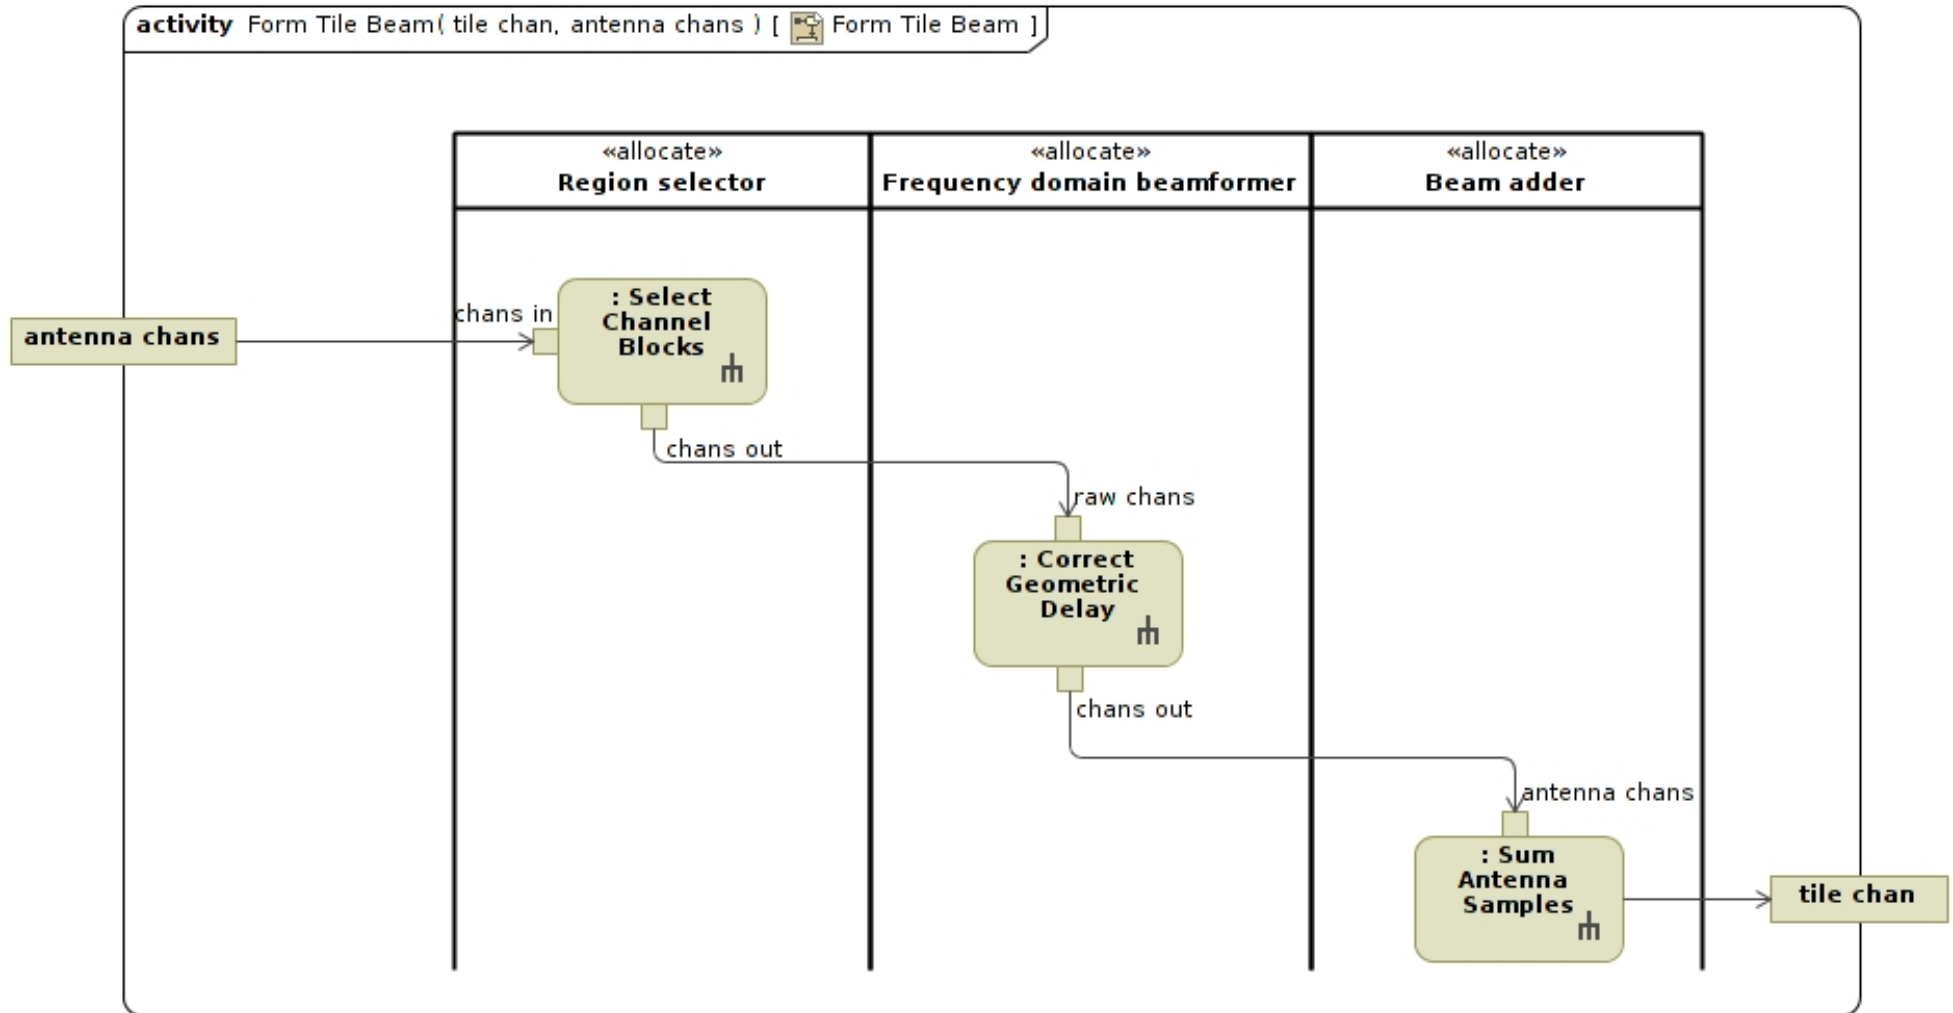 activity Form Tile Beam( tile chan, antenna chans ) [ Form Tile Beam ]
«allocate»
Region selector
«allocate»
Frequency domain beamformer
«allocate»
Beam adder
antenna chans
chans in
: Select
Channel
Blocks
chans out
raw chans
: Correct
Geometric
Delay
chans out
antenna chans
: Sum
Antenna
Samples
tile chan